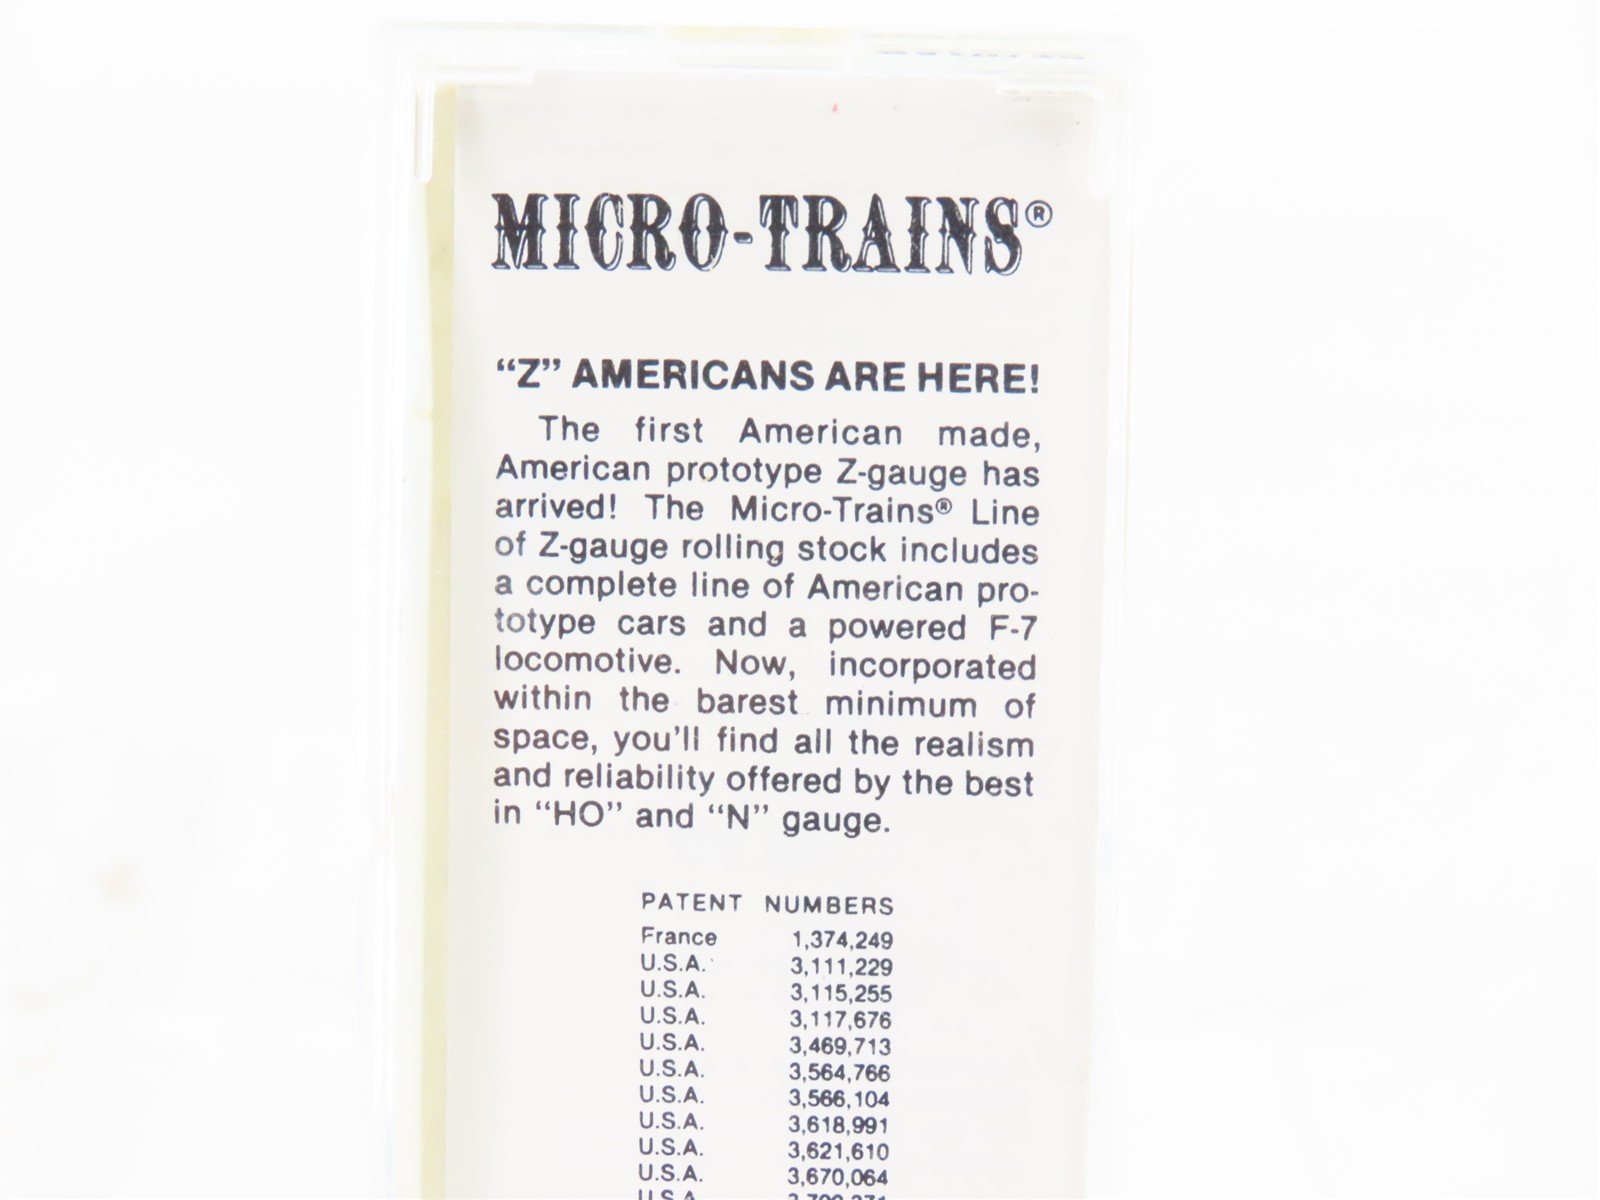 MICRO-TRAINS®
“Z” AMERICANS ARE HERE!
The first American made,
American prototype Z-gauge has
arrived! The Micro-Trains® Line
of Z-gauge rolling stock includes
a complete line of American pro-
totype cars and a powered F-7
locomotive. Now, incorporated
within the barest minimum of
space, you'll find all the realism
and reliability offered by the best
in “HO” and “N” gauge.
PATENT NUMBERS
France 1,374,249
U.S.A. 3,111,229
U.S.A. 3,115,255
U.S.A. 3,117,676
U.S.A. 3,469,713
U.S.A. 3,564,766
U.S.A. 3,566,104
U.S.A. 3,618,991
U.S.A. 3,621,610
U.S.A. 3,670,064
U.S.A